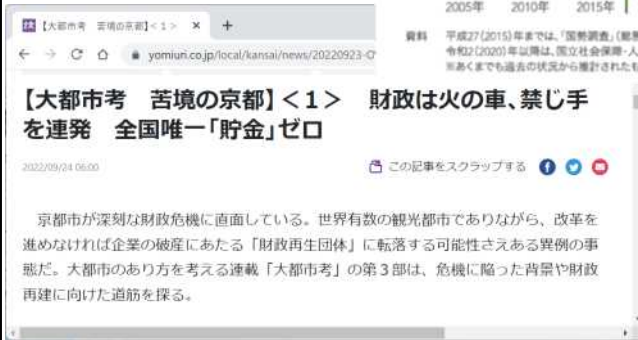 2005年 2010年 2015年
資料 平成27(2015)年までは、「国勢調査」
令和2(2020)年以降は、国立社会保障・人
※あくまでも過去の状況から推計された
【大都市考 苦境の京都】<1>
yomiuri.co.jp/local/kansai/news/20220923-O
【大都市考 苦境の京都】<1> 財政は火の車、禁じ手
を連発 全国唯一「貯金」ゼロ
2022/09/24 06:00
この記事をスクラップする
京都市が深刻な財政危機に直面している。世界有数の観光都市でありながら、改革を
進めなければ企業の破産にあたる「財政再生団体」に転落する可能性さえある異例の事
態だ。大都市のあり方を考える連載「大都市考」の第3部は、危機に陥った背景や財政
再建に向けた道筋を探る。